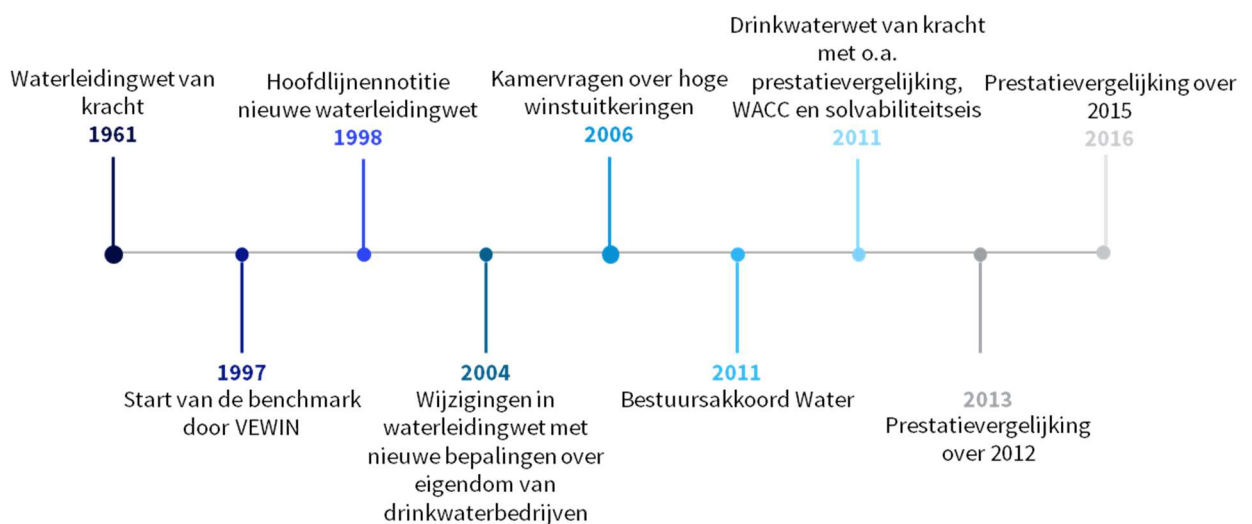 Waterleidingwet van
kracht
1961
Hoofdlijnennotitie
nieuwe waterleidingwet
1998
Kamervragen over hoge
winstuitkeringen
2006
Drinkwaterwet van kracht
met o.a.
prestatievergelijking,
WACC en solvabiliteitseis
2011
Prestatievergelijking over
2015
2016
1997
Start van de benchmark
door VEWIN
2004
Wijzigingen in
waterleidingwet met
nieuwe bepalingen over
eigendom van
drinkwaterbedrijven
2011
Bestuursakkoord Water
2013
Prestatievergelijking
over 2012